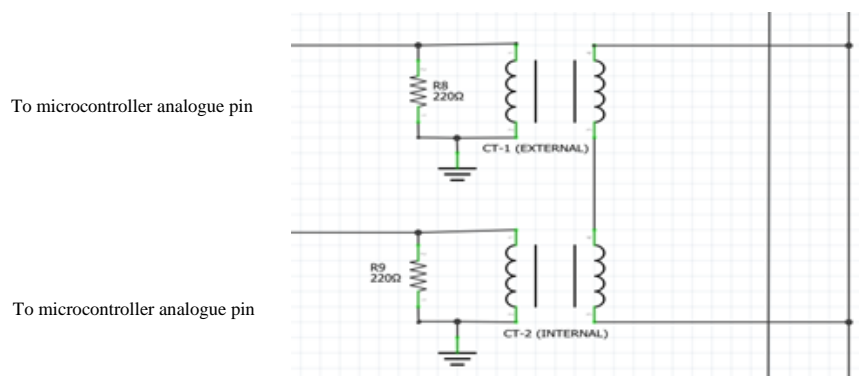 To microcontroller analogue pin
R8
220Ω
CT-1 (EXTERNAL)
R9
220Ω
To microcontroller analogue pin
CT-2 (INTERNAL)